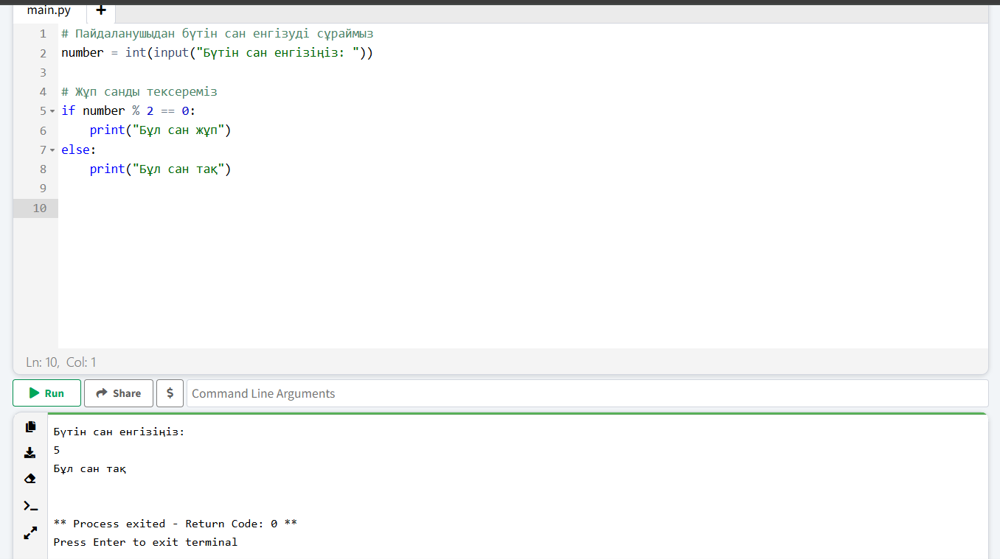 main.py +
1 # Пайдаланушыдан бүтін сан енгізуді сұраймыз
2 number = int(input("Бүтін сан енгізіңіз: "))
3
4 # Жұп санды тексереміз
5 if number % 2 == 0:
6     print("Бұл сан жұп")
7 else:
8     print("Бұл сан тақ")
9
10
Ln: 10, Col: 1
Run Share $ Command Line Arguments
Бүтін сан енгізіңіз:
5
Бұл сан тақ
** Process exited - Return Code: 0 **
Press Enter to exit terminal